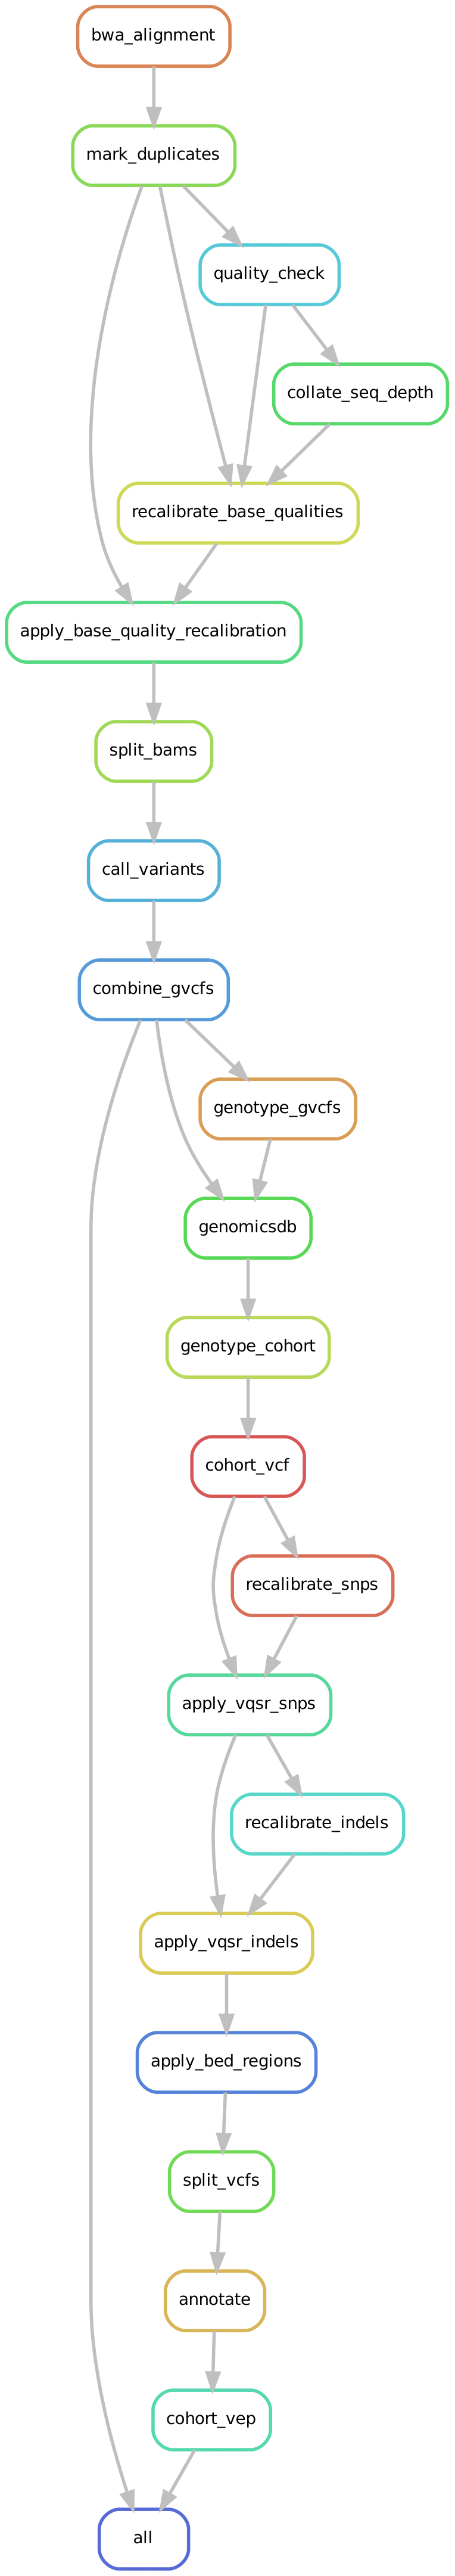 bwa_alignment
mark_duplicates
quality_check
collate_seq_depth
recalibrate_base_qualities
apply_base_quality_recalibration
split_bams
call_variants
combine_gvcfs
genotype_gvcfs
genomicsdb
genotype_cohort
cohort_vcf
recalibrate_snps
apply_vqsr_snps
recalibrate_indels
apply_vqsr_indels
apply_bed_regions
split_vcfs
annotate
cohort_vep
all